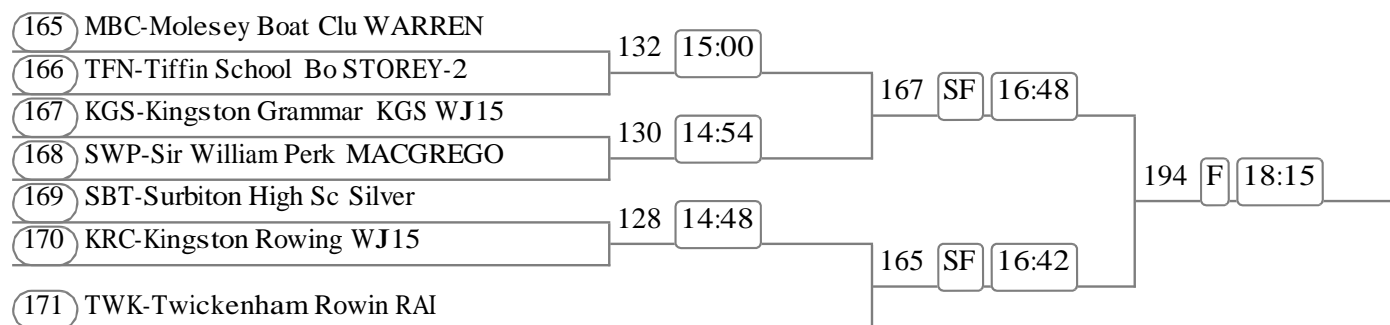 165 MBC-Molesey Boat Clu WARREN
132 15:00
166 TFN-Tiffin School Bo STOREY-2
167 SF 16:48
167 KGS-Kingston Grammar KGS WJ15
130 14:54
168 SWP-Sir William Perk MACGREGO
194 F 18:15
169 SBT-Surbiton High Sc Silver
128 14:48
170 KRC-Kingston Rowing WJ15
165 SF 16:42
171 TWK-Twickenham Rowin RAI